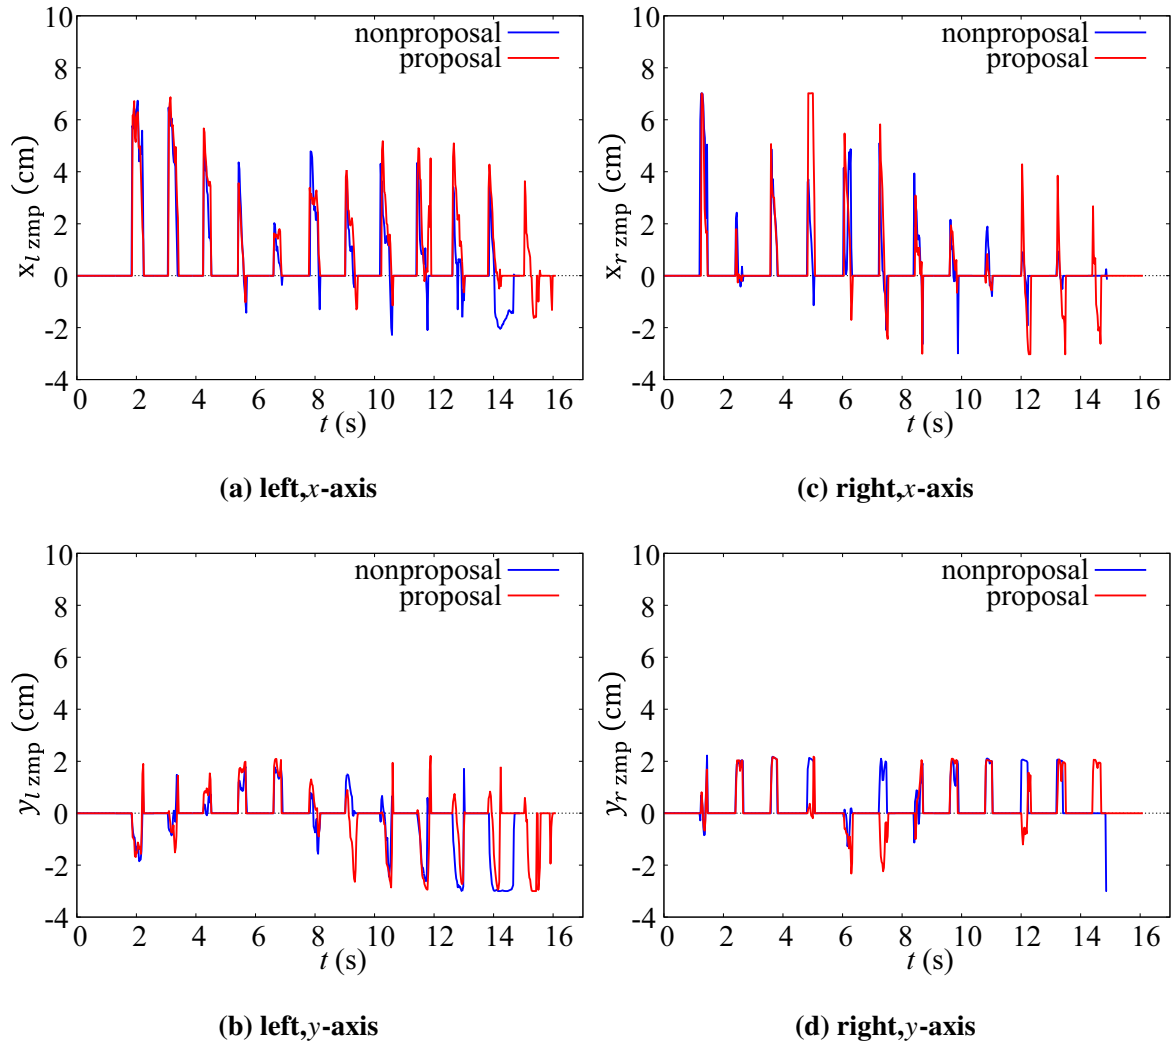 10
8
6
4
2
0
-2
-4
x_l zmp (cm)
nonproposal
proposal
0 2 4 6 8 10 12 14 16
t (s)
(a) left,x-axis
10
8
6
4
2
0
-2
-4
x_r zmp (cm)
nonproposal
proposal
0 2 4 6 8 10 12 14 16
t (s)
(c) right,x-axis
10
8
6
4
2
0
-2
-4
y_l zmp (cm)
nonproposal
proposal
0 2 4 6 8 10 12 14 16
t (s)
(b) left,y-axis
10
8
6
4
2
0
-2
-4
y_r zmp (cm)
nonproposal
proposal
0 2 4 6 8 10 12 14 16
t (s)
(d) right,y-axis